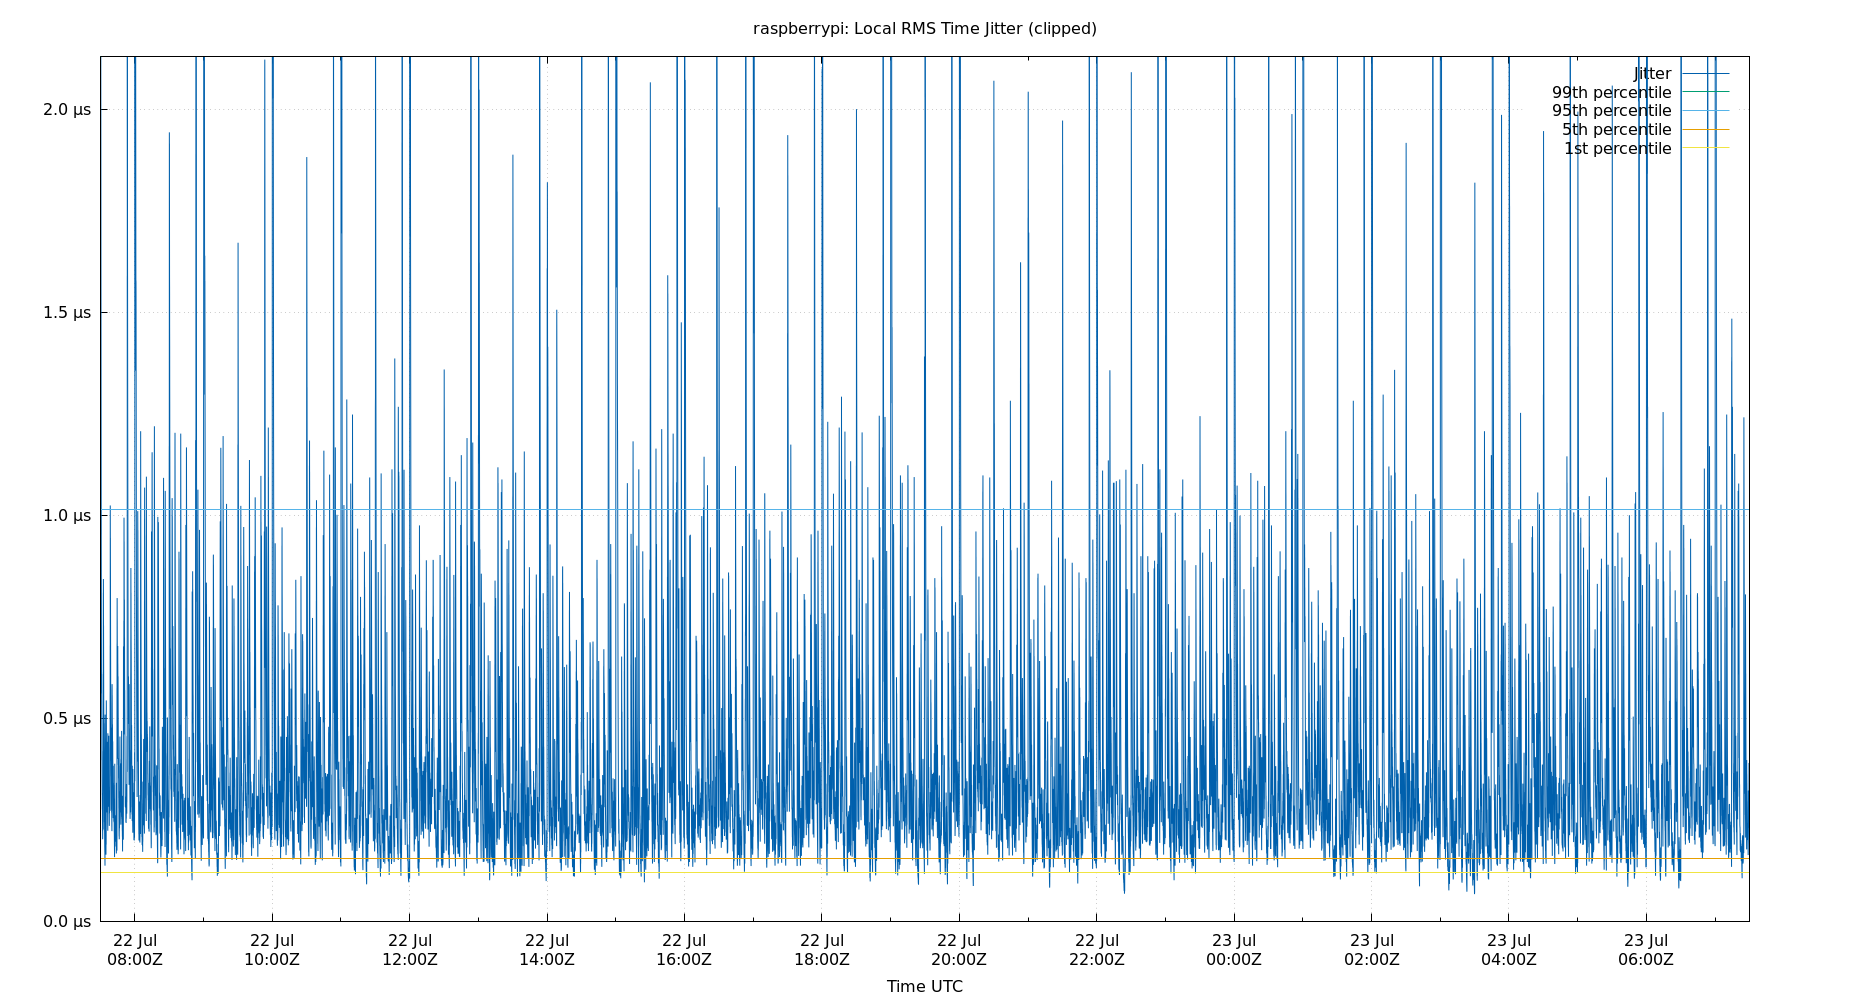 raspberrypi: Local RMS Time Jitter (clipped)
Jitter
99th percentile
95th percentile
5th percentile
1st percentile
2.0 µs
1.5 µs
1.0 µs
0.5 µs
0.0 µs
22 Jul 22 Jul 22 Jul 22 Jul 22 Jul 22 Jul 22 Jul 22 Jul 23 Jul 23 Jul 23 Jul 23 Jul
08:00Z 10:00Z 12:00Z 14:00Z 16:00Z 18:00Z 20:00Z 22:00Z 00:00Z 02:00Z 04:00Z 06:00Z
Time UTC